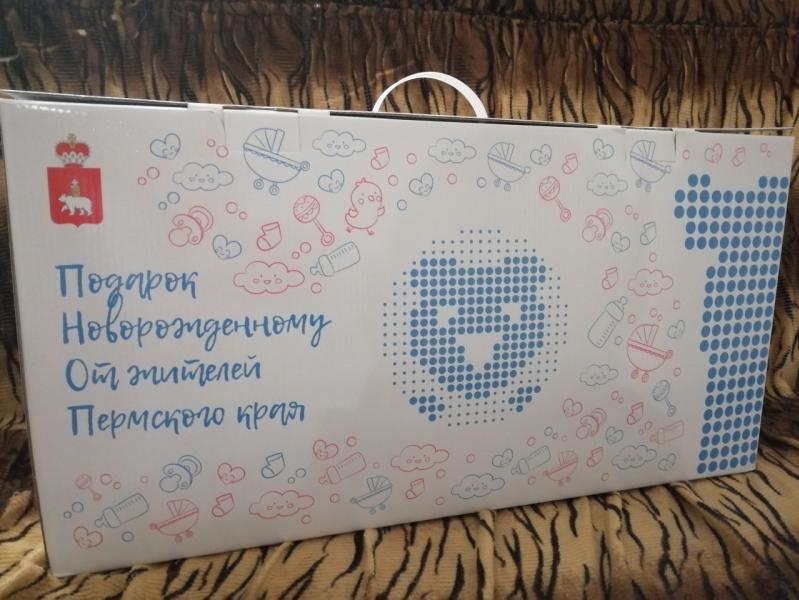 Подарок
Новорожденному
От жителей
Пермского края